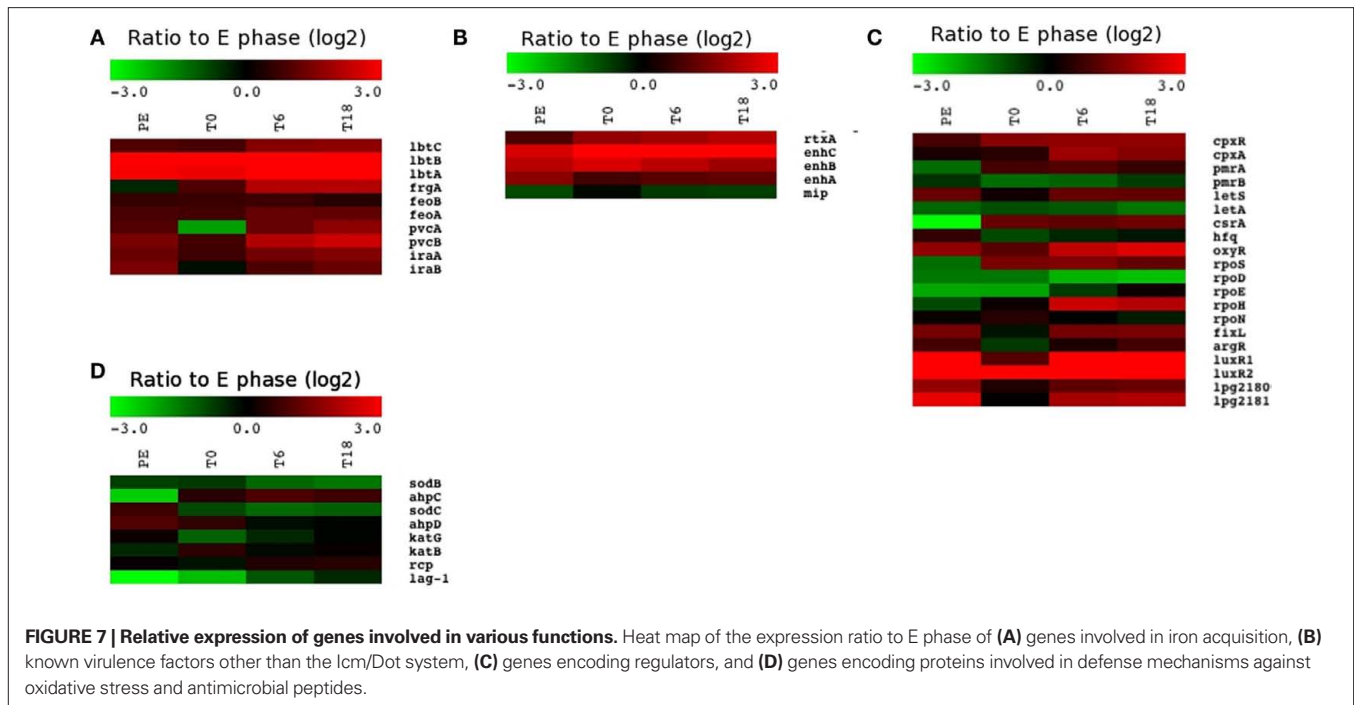 A Ratio to E phase (log2)
-3.0 0.0 3.0
PE T0 T6 T18
lbtC
lbtB
lbtA
frgA
feoB
feoA
pvcA
pvcB
iraA
iraB
B Ratio to E phase (log2)
-3.0 0.0 3.0
PE T0 T6 T18
rtxA
enhC
enhB
enhA
mip
C Ratio to E phase (log2)
-3.0 0.0 3.0
PE T0 T6 T18
cpxR
cpxA
pmrA
pmrB
letS
letA
csrA
hfq
oxyR
rpoS
rpoD
rpoE
rpoH
rpoN
fixL
argR
luxR1
luxR2
lpg2180
lpg2181
D Ratio to E phase (log2)
-3.0 0.0 3.0
PE T0 T6 T18
sodB
ahpC
sodC
ahpD
katG
katB
rcp
lag-1
FIGURE 7 | Relative expression of genes involved in various functions. Heat map of the expression ratio to E phase of (A) genes involved in iron acquisition, (B)
known virulence factors other than the Icm/Dot system, (C) genes encoding regulators, and (D) genes encoding proteins involved in defense mechanisms against
oxidative stress and antimicrobial peptides.